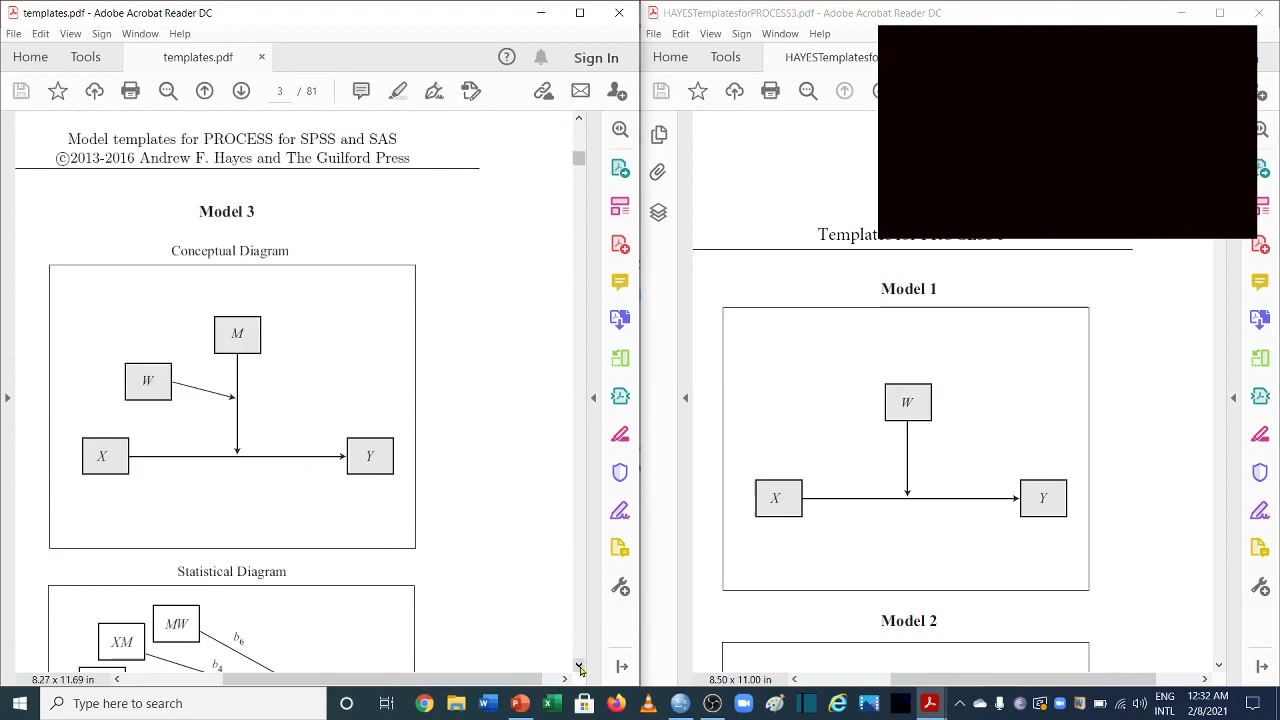 templates.pdf - Adobe Acrobat Reader DC
File Edit View Sign Window Help
Home Tools templates.pdf Sign In
3 / 81
Model templates for PROCESS for SPSS and SAS
©2013-2016 Andrew F. Hayes and The Guilford Press
Model 3
Conceptual Diagram
M
W
X Y
Statistical Diagram
MW
XM
b6
b4
8.27 x 11.69 in
HAYESTemplatesforPROCESS3.pdf - Adobe Acrobat Reader DC
File Edit View Sign Window Help
Home Tools HAYESTemplatesfo
Model 1
W
X Y
Model 2
8.50 x 11.00 in
Type here to search
ENG 12:32 AM
INTL 2/8/2021